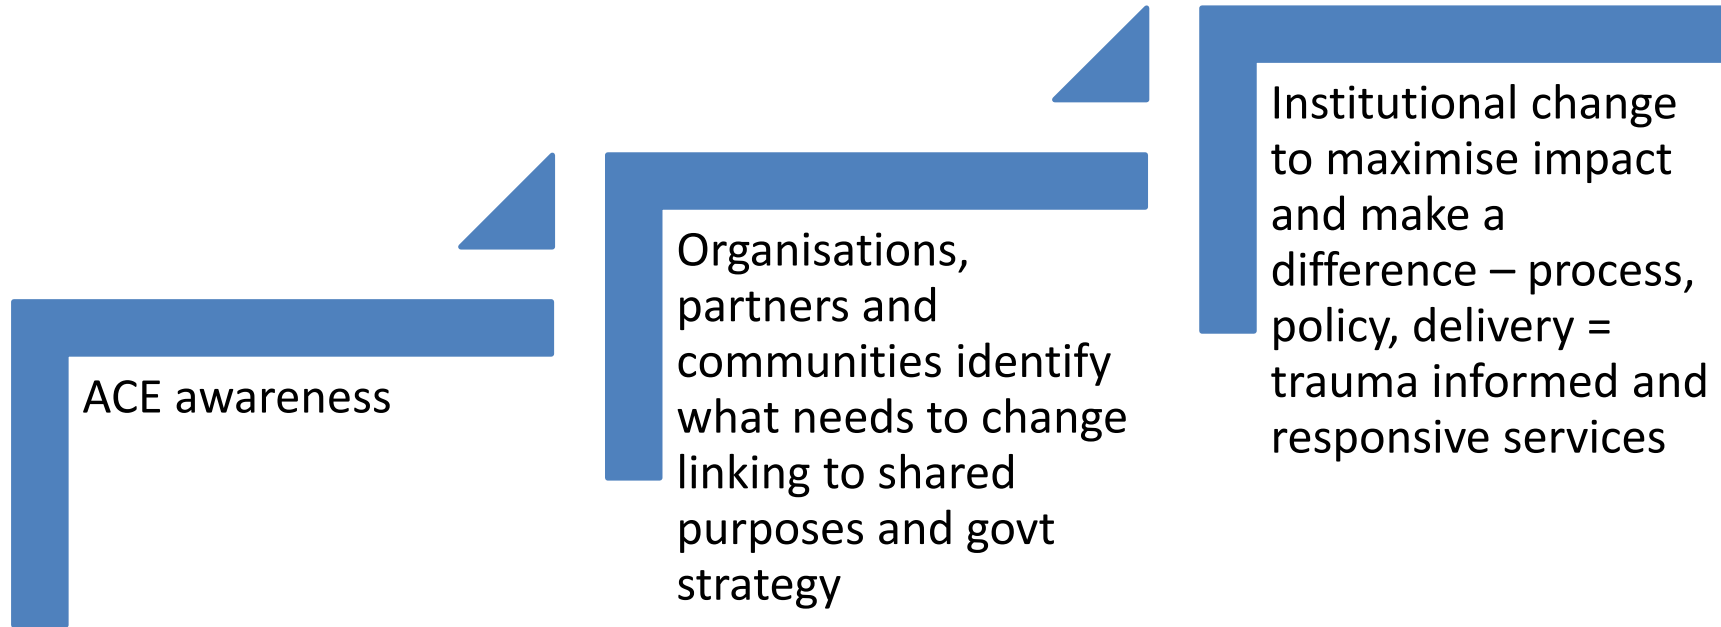 ACE awareness
Organisations,
partners and
communities identify
what needs to change
linking to shared
purposes and govt
strategy
Institutional change
to maximise impact
and make a
difference – process,
policy, delivery =
trauma informed and
responsive services